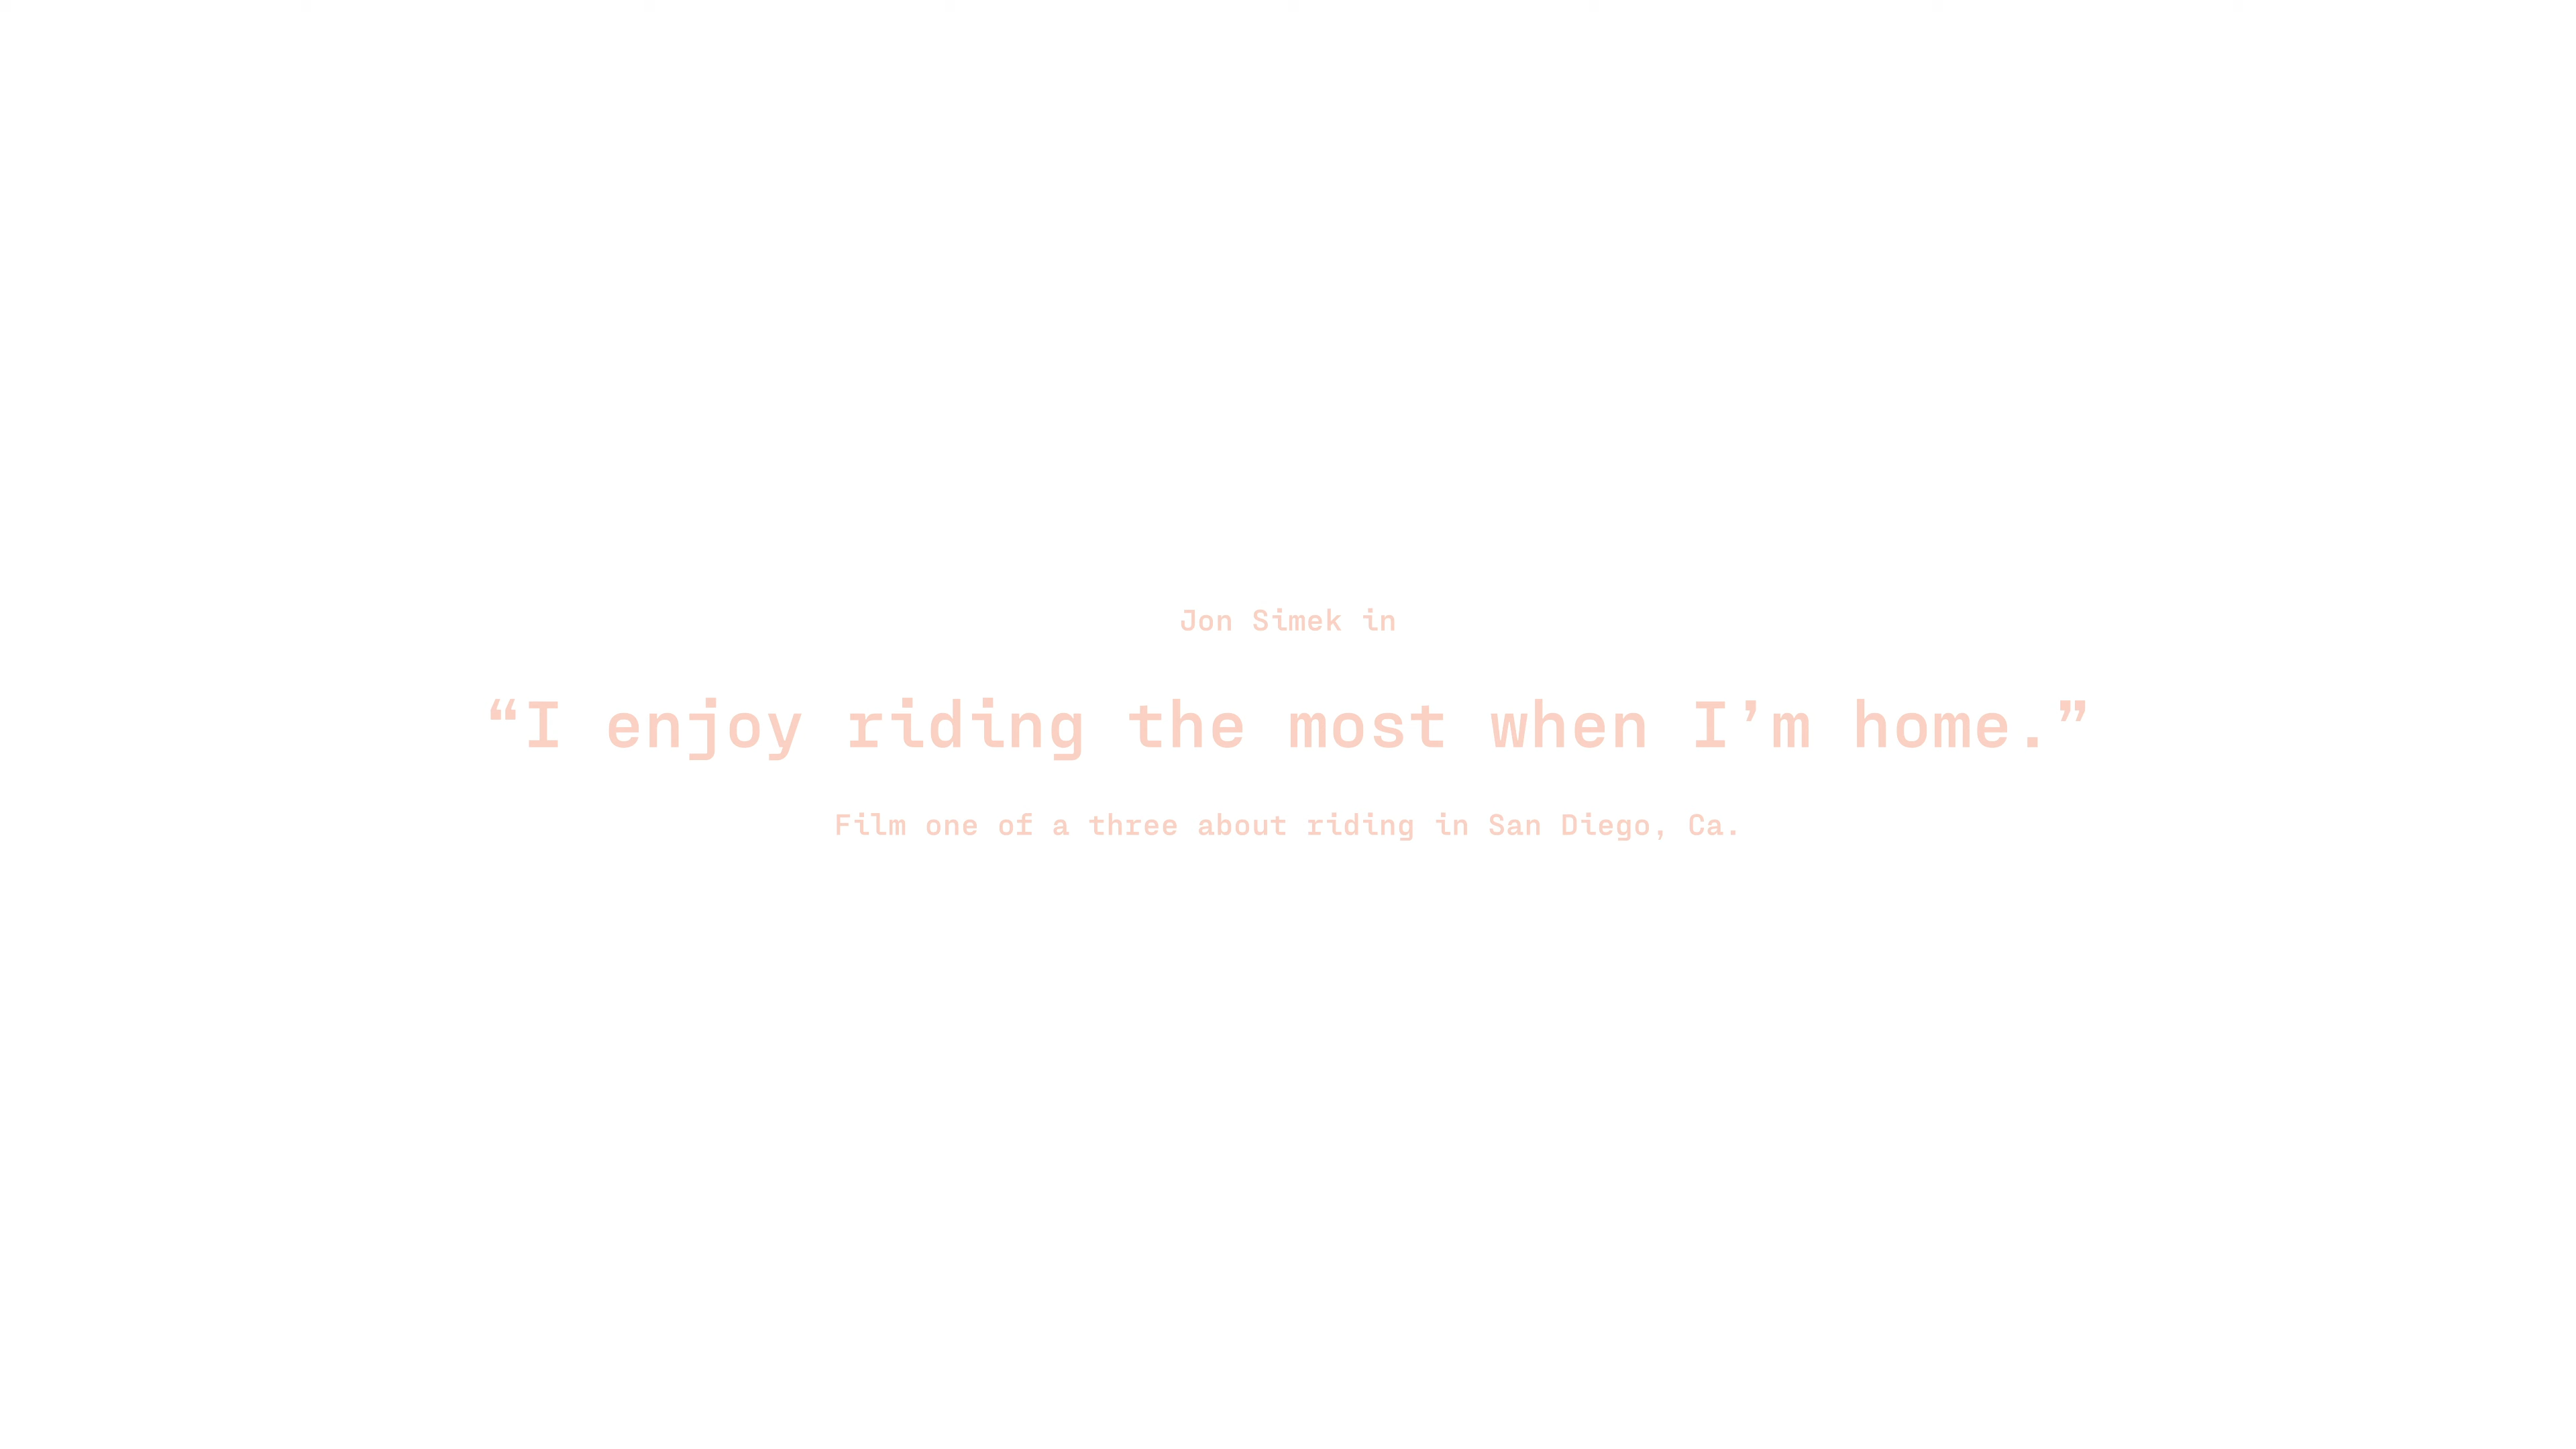 Jon Simek in
“I enjoy riding the most when I’m home.”
Film one of a three about riding in San Diego, Ca.